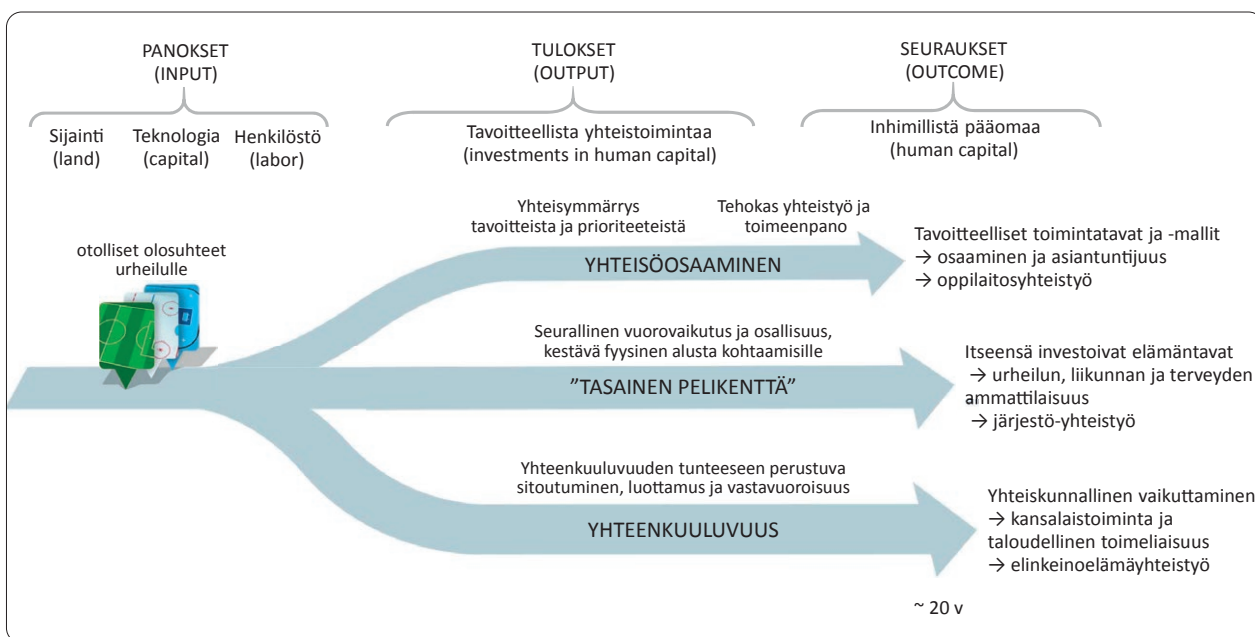 PANOKSET
(INPUT)
Sijainti
(land)
Teknologia
(capital)
Henkilöstö
(labor)
TULOKSET
(OUTPUT)
Tavoitteellista yhteistoimintaa
(investments in human capital)
SEURAUKSET
(OUTCOME)
Inhimillistä pääomaa
(human capital)
otolliset olosuhteet
urheilulle
Yhteisymmärrys
tavoitteista ja prioriteeteistä
Tehokas yhteistyö ja
toimeenpano
YHTEISÖOSAAMINEN
Tavoitteelliset toimintatavat ja -mallit
→ osaaminen ja asiantuntijuus
→ oppilaitosyhteistyö
Seurallinen vuorovaikutus ja osallisuus,
kestävä fyysinen alusta kohtaamisille
”TASAINEN PELIKENTTÄ”
Itseensä investoivat elämäntavat
→ urheilun, liikunnan ja terveyden
ammattilaisuus
→ järjestö-yhteistyö
Yhteenkuuluvuuden tunteeseen perustuva
sitoutuminen, luottamus ja vastavuoroisuus
YHTEENKUULUVUUS
Yhteiskunnallinen vaikuttaminen
→ kansalaistoiminta ja
taloudellinen toimeliaisuus
→ elinkeinoelämäyhteistyö
~ 20 v